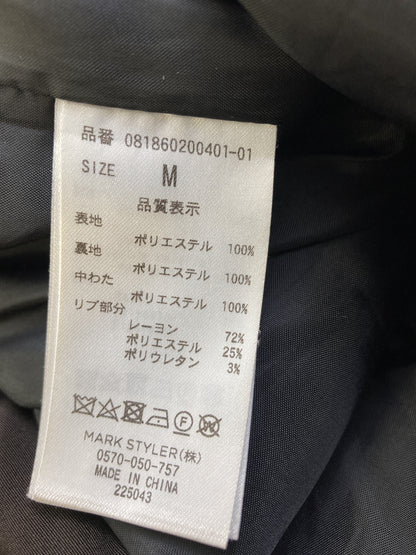 品番 081860200401-01
SIZE M
品質表示
表地 ポリエステル 100%
裏地 ポリエステル 100%
中わた ポリエステル 100%
リブ部分
レーヨン 72%
ポリエステル 25%
ポリウレタン 3%
F W
MARK STYLER(株)
0570-050-757
MADE IN CHINA
225043